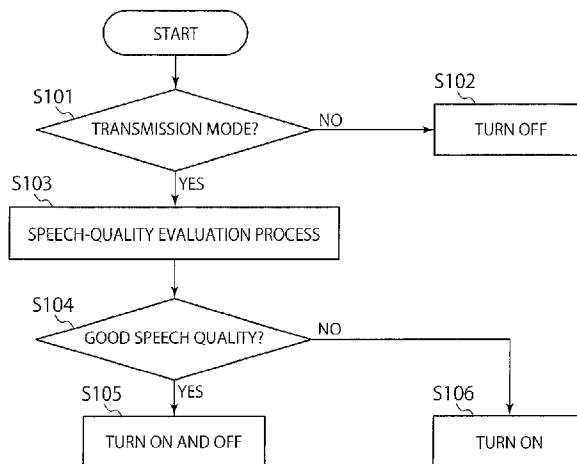 START
S101
TRANSMISSION MODE?
NO
S102
TURN OFF
YES
S103
SPEECH-QUALITY EVALUATION PROCESS
S104
GOOD SPEECH QUALITY?
NO
YES
S105
TURN ON AND OFF
S106
TURN ON